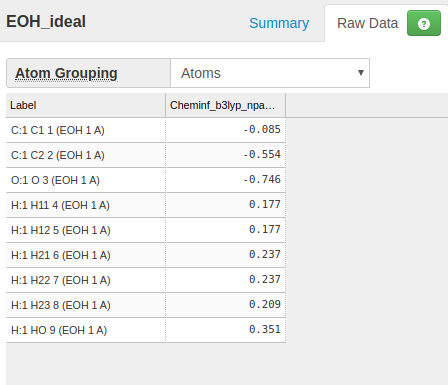 EOH_ideal Summary Raw Data ?
Atom Grouping Atoms
Label Cheminf_b3lyp_npa...
C:1 C1 1 (EOH 1 A) -0.085
C:1 C2 2 (EOH 1 A) -0.554
O:1 O 3 (EOH 1 A) -0.746
H:1 H11 4 (EOH 1 A) 0.177
H:1 H12 5 (EOH 1 A) 0.177
H:1 H21 6 (EOH 1 A) 0.237
H:1 H22 7 (EOH 1 A) 0.237
H:1 H23 8 (EOH 1 A) 0.209
H:1 HO 9 (EOH 1 A) 0.351